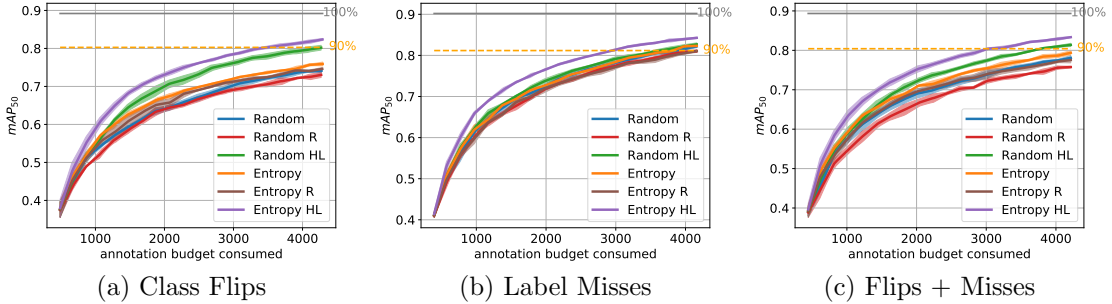 100%
90%
0.9
0.8
0.7
0.6
0.5
0.4
mAP50
Random
Random R
Random HL
Entropy
Entropy R
Entropy HL
1000 2000 3000 4000
annotation budget consumed
(a) Class Flips
100%
90%
0.9
0.8
0.7
0.6
0.5
0.4
mAP50
Random
Random R
Random HL
Entropy
Entropy R
Entropy HL
1000 2000 3000 4000
annotation budget consumed
(b) Label Misses
100%
90%
0.9
0.8
0.7
0.6
0.5
0.4
mAP50
Random
Random R
Random HL
Entropy
Entropy R
Entropy HL
1000 2000 3000 4000
annotation budget consumed
(c) Flips + Misses